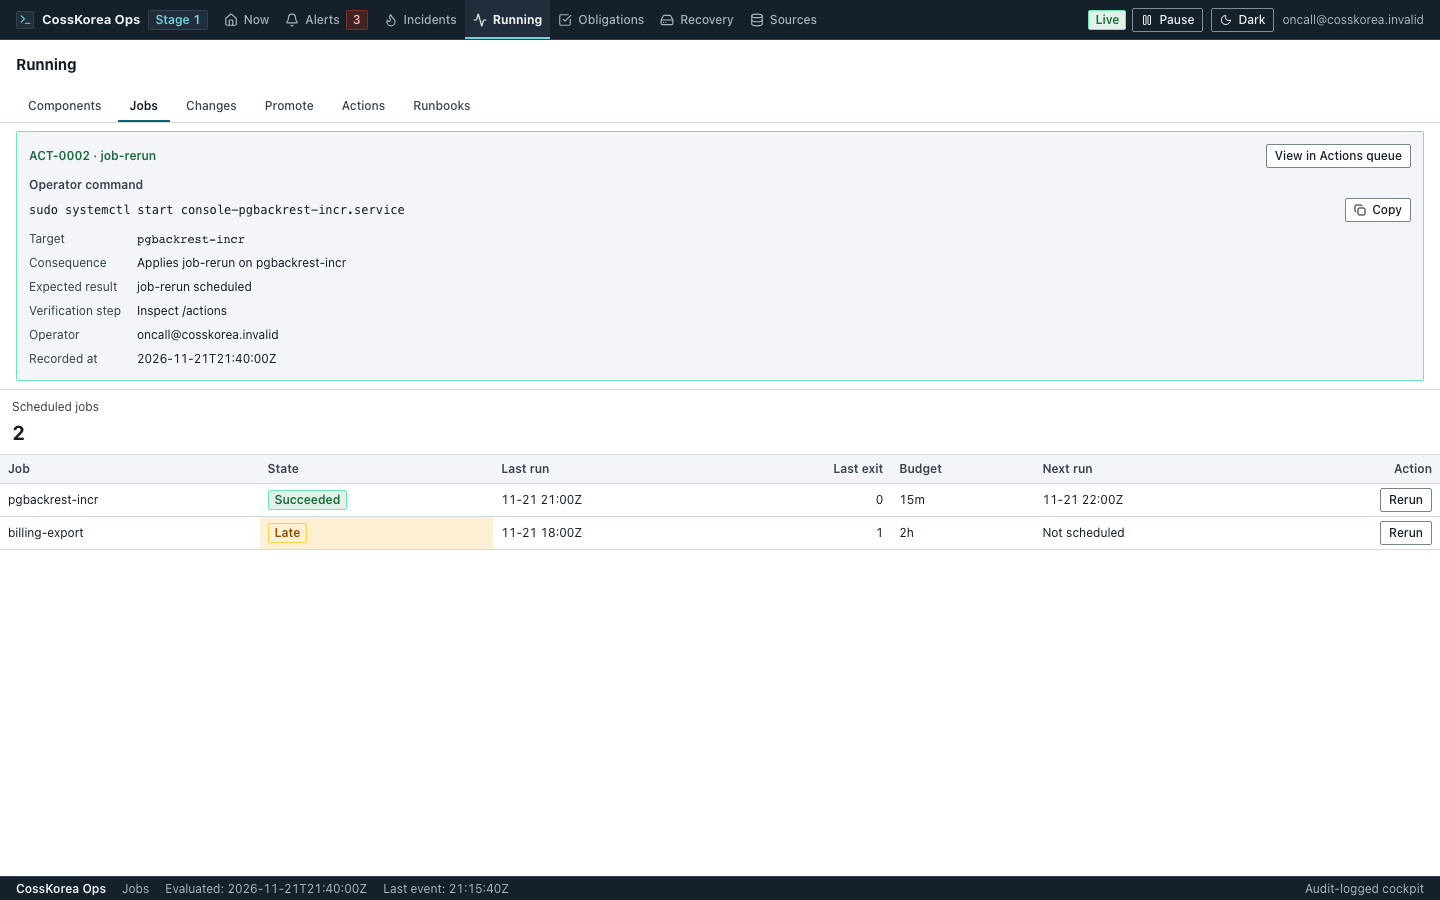 CossKorea Ops Stage 1 Now Alerts 3 Incidents Running Obligations Recovery Sources Live Pause Dark oncall@cosskorea.invalid
Running
Components Jobs Changes Promote Actions Runbooks
ACT-0002 · job-rerun View in Actions queue
Operator command
sudo systemctl start console-pgbackrest-incr.service Copy
Target pgbackrest-incr
Consequence Applies job-rerun on pgbackrest-incr
Expected result job-rerun scheduled
Verification step Inspect /actions
Operator oncall@cosskorea.invalid
Recorded at 2026-11-21T21:40:00Z
Scheduled jobs
2
Job State Last run Last exit Budget Next run Action
pgbackrest-incr Succeeded 11-21 21:00Z 0 15m 11-21 22:00Z Rerun
billing-export Late 11-21 18:00Z 1 2h Not scheduled Rerun
CossKorea Ops Jobs Evaluated: 2026-11-21T21:40:00Z Last event: 21:15:40Z Audit-logged cockpit